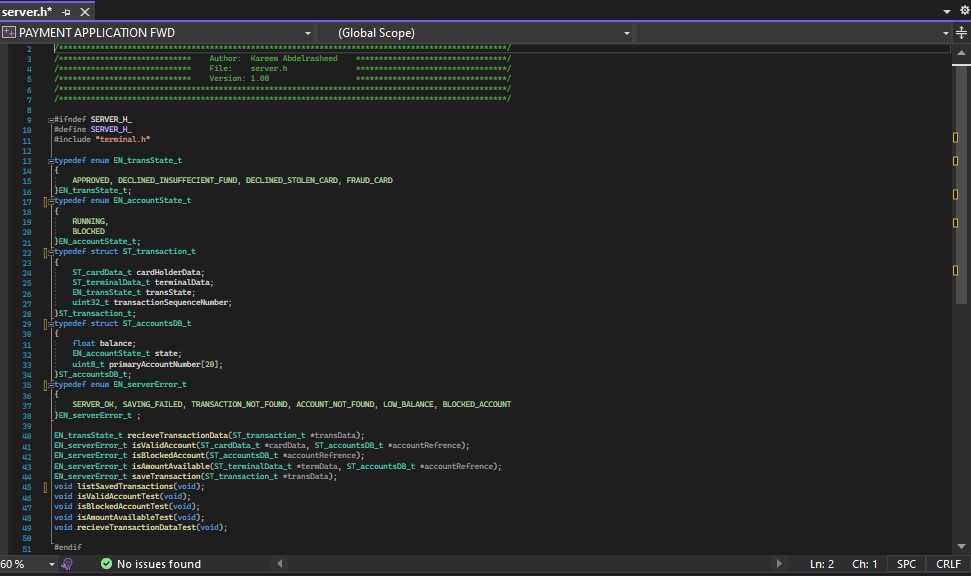 server.h*
PAYMENT APPLICATION FWD (Global Scope)
2 /*************************************************************************************************/
3 /***************************** Author: Kareem Abdelrasheed *********************************/
4 /***************************** File: server.h *********************************/
5 /***************************** Version: 1.00 *********************************/
6 /*************************************************************************************************/
7 /*************************************************************************************************/
8
9 #ifndef SERVER_H_
10 #define SERVER_H_
11 #include "terminal.h"
12
13 typedef enum EN_transState_t
14 {
15 APPROVED, DECLINED_INSUFFECIENT_FUND, DECLINED_STOLEN_CARD, FRAUD_CARD
16 }EN_transState_t;
17 typedef enum EN_accountState_t
18 {
19 RUNNING,
20 BLOCKED
21 }EN_accountState_t;
22 typedef struct ST_transaction_t
23 {
24 ST_cardData_t cardHolderData;
25 ST_terminalData_t terminalData;
26 EN_transState_t transState;
27 uint32_t transactionSequenceNumber;
28 }ST_transaction_t;
29 typedef struct ST_accountsDB_t
30 {
31 float balance;
32 EN_accountState_t state;
33 uint8_t primaryAccountNumber[20];
34 }ST_accountsDB_t;
35 typedef enum EN_serverError_t
36 {
37 SERVER_OK, SAVING_FAILED, TRANSACTION_NOT_FOUND, ACCOUNT_NOT_FOUND, LOW_BALANCE, BLOCKED_ACCOUNT
38 }EN_serverError_t ;
39
40 EN_transState_t recieveTransactionData(ST_transaction_t *transData);
41 EN_serverError_t isValidAccount(ST_cardData_t *cardData, ST_accountsDB_t *accountRefrence);
42 EN_serverError_t isBlockedAccount(ST_accountsDB_t *accountRefrence);
43 EN_serverError_t isAmountAvailable(ST_terminalData_t *termData, ST_accountsDB_t *accountRefrence);
44 EN_serverError_t saveTransaction(ST_transaction_t *transData);
45 void listSavedTransactions(void);
46 void isValidAccountTest(void);
47 void isBlockedAccountTest(void);
48 void isAmountAvailableTest(void);
49 void recieveTransactionDataTest(void);
50
51 #endif
60 % No issues found Ln: 2 Ch: 1 SPC CRLF